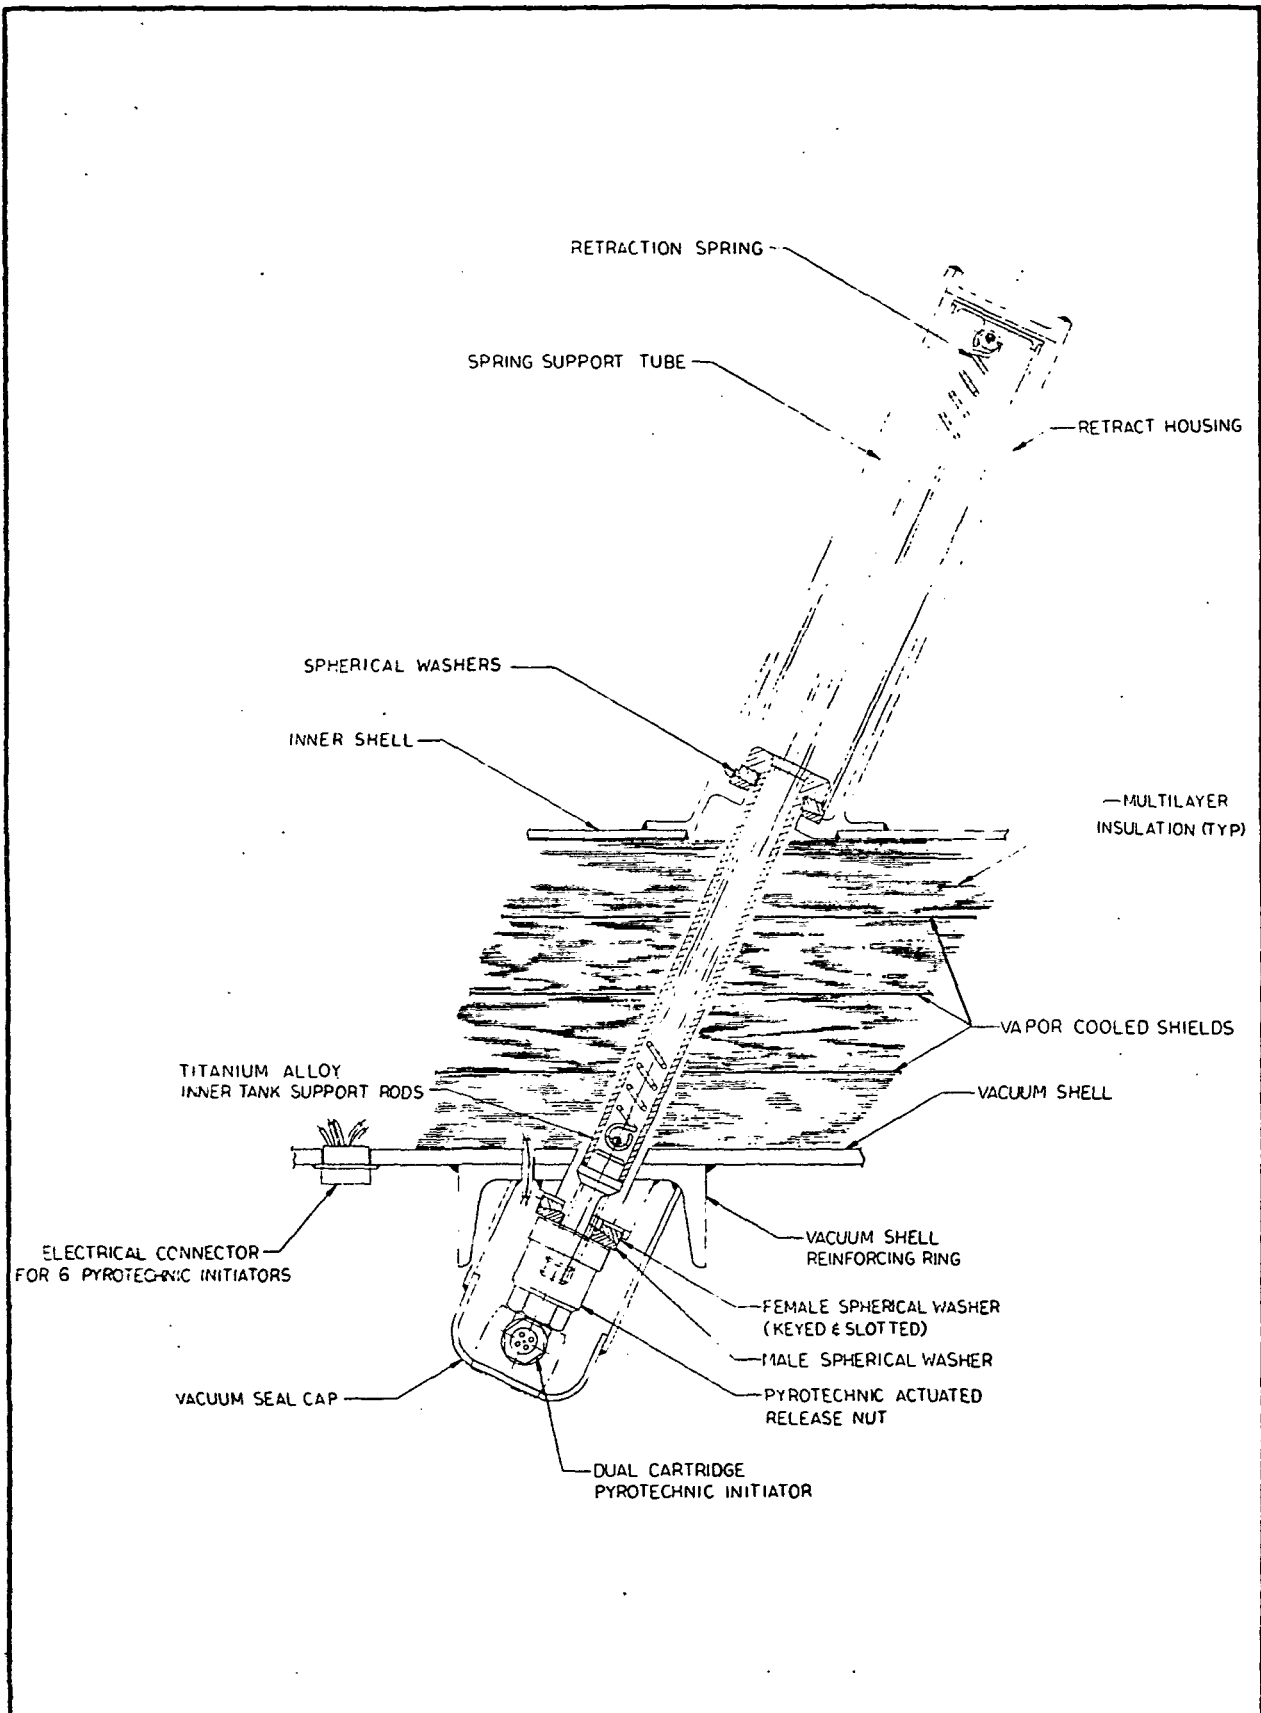 RETRACTION SPRING
SPRING SUPPORT TUBE
RETRACT HOUSING
SPHERICAL WASHERS
INNER SHELL
MULTILAYER
INSULATION (TYP)
VAPOR COOLED SHIELDS
TITANIUM ALLOY
INNER TANK SUPPORT RODS
VACUUM SHELL
ELECTRICAL CONNECTOR
FOR 6 PYROTECHNIC INITIATORS
VACUUM SHELL
REINFORCING RING
FEMALE SPHERICAL WASHER
(KEYED & SLOTTED)
MALE SPHERICAL WASHER
VACUUM SEAL CAP
PYROTECHNIC ACTUATED
RELEASE NUT
DUAL CARTRIDGE
PYROTECHNIC INITIATOR